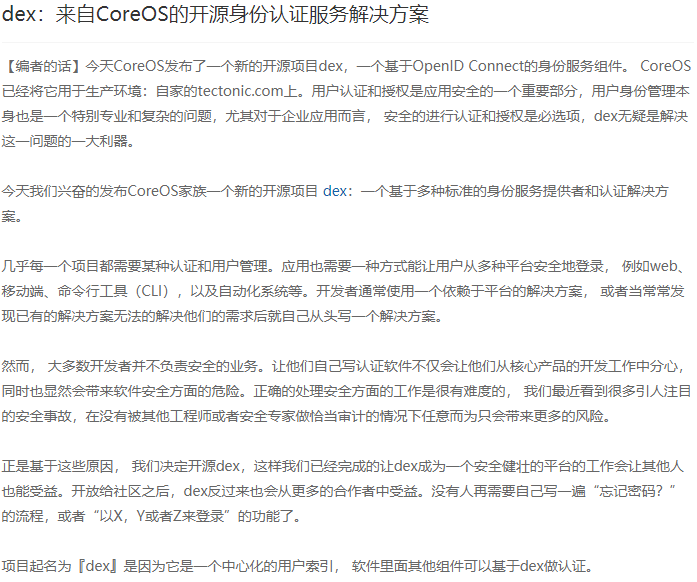 dex：来自CoreOS的开源身份认证服务解决方案
【编者的话】今天CoreOS发布了一个新的开源项目dex，一个基于OpenID Connect的身份服务组件。 CoreOS
已经将它用于生产环境：自家的tectonic.com上。用户认证和授权是应用安全的一个重要部分，用户身份管理本
身也是一个特别专业和复杂的问题，尤其对于企业应用而言， 安全的进行认证和授权是必选项，dex无疑是解决
这一问题的一大利器。
今天我们兴奋的发布CoreOS家族一个新的开源项目 dex：一个基于多种标准的身份服务提供者和认证解决方
案。
几乎每一个项目都需要某种认证和用户管理。应用也需要一种方式能让用户从多种平台安全地登录， 例如web、
移动端、命令行工具（CLI），以及自动化系统等。开发者通常使用一个依赖于平台的解决方案， 或者当常常发
现已有的解决方案无法的解决他们的需求后就自己从头写一个解决方案。
然而， 大多数开发者并不负责安全的业务。让他们自己写认证软件不仅会让他们从核心产品的开发工作中分心，
同时也显然会带来软件安全方面的危险。正确的处理安全方面的工作是很有难度的， 我们最近看到很多引人注目
的安全事故，在没有被其他工程师或者安全专家做恰当审计的情况下任意而为只会带来更多的风险。
正是基于这些原因， 我们决定开源dex，这样我们已经完成的让dex成为一个安全健壮的平台的工作会让其他人
也能受益。开放给社区之后，dex反过来也会从更多的合作者中受益。没有人再需要自己写一遍“忘记密码？”
的流程，或者“以X，Y或者Z来登录”的功能了。
项目起名为『dex』是因为它是一个中心化的用户索引， 软件里面其他组件可以基于dex做认证。